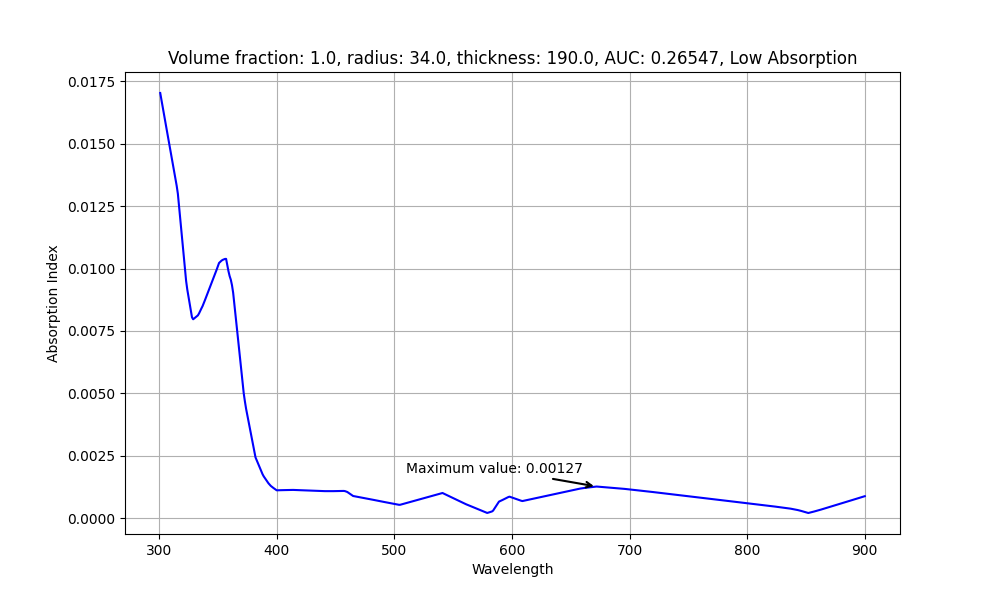 Volume fraction: 1.0, radius: 34.0, thickness: 190.0, AUC: 0.26547, Low Absorption
0.0175
0.0150
0.0125
0.0100
0.0075
0.0050
0.0025
0.0000
Absorption Index
Maximum value: 0.00127
300 400 500 600 700 800 900
Wavelength